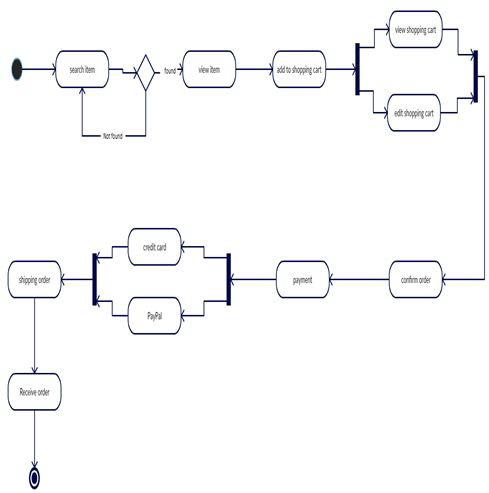 view shopping cart
search item
found
view item
add to shopping cart
edit shopping cart
Not found
credit card
shipping order
payment
confirm order
PayPal
Receive order